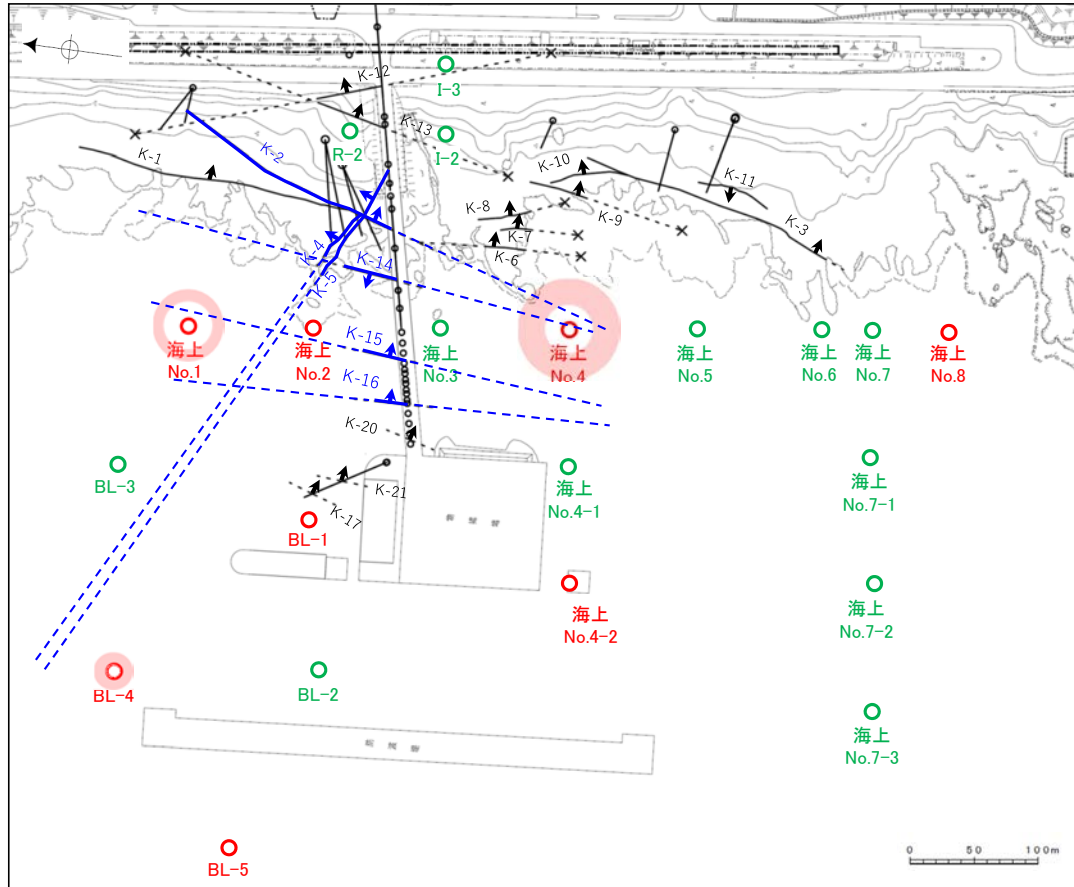 K-12
I-3
K-13
R-2
I-2
K-2
K-1
K-10
K-11
K-8
K-9
K-3
K-7
K-4
K-6
K-5
K-14
海上
No.1
海上
No.2
K-15
海上
No.3
海上
No.4
海上
No.5
海上
No.6
海上
No.7
海上
No.8
K-16
K-20
BL-3
K-21
K-17
海上
No.4-1
海上
No.7-1
BL-1
海上
No.4-2
海上
No.7-2
BL-4
BL-2
海上
No.7-3
BL-5
0 50 100m